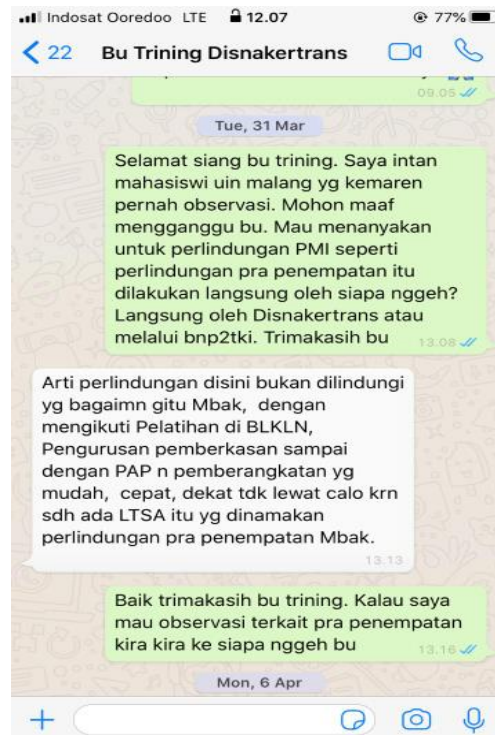 Indosat Ooredoo LTE 12.07 77%
22 Bu Trining Disnakertrans
09.05
Tue, 31 Mar
Selamat siang bu trining. Saya intan
mahasiswi uin malang yg kemaren
pernah observasi. Mohon maaf
mengganggu bu. Mau menanyakan
untuk perlindungan PMI seperti
perlindungan pra penempatan itu
dilakukan langsung oleh siapa nggeh?
Langsung oleh Disnakertrans atau
melalui bnp2tki. Trimakasih bu 13.08
Arti perlindungan disini bukan dilindungi
yg bagaimn gitu Mbak, dengan
mengikuti Pelatihan di BLKLN,
Pengurusan pemberkasan sampai
dengan PAP n pemberangkatan yg
mudah, cepat, dekat tdk lewat calo krn
sdh ada LTSA itu yg dinamakan
perlindungan pra penempatan Mbak.
13.13
Baik trimakasih bu trining. Kalau saya
mau observasi terkait pra penempatan
kira kira ke siapa nggeh bu 13.16
Mon, 6 Apr